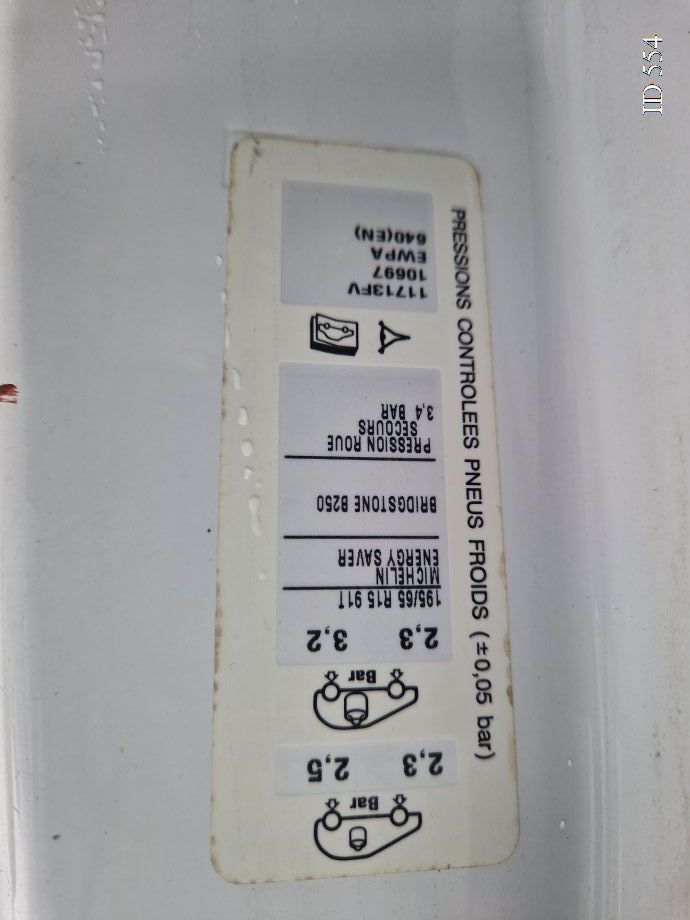 PRESSIONS CONTROLEES PNEUS FROIDS (±0,05 bar)
Bar
2,3 2,5
Bar
2,3 3,2
195/65 R15 91T
MICHELIN
ENERGY SAVER
BRIDGSTONE B250
PRESSION ROUE
SECOURS
3,4 BAR
11713FV
10697
EWPA
640(EN)
ID 554